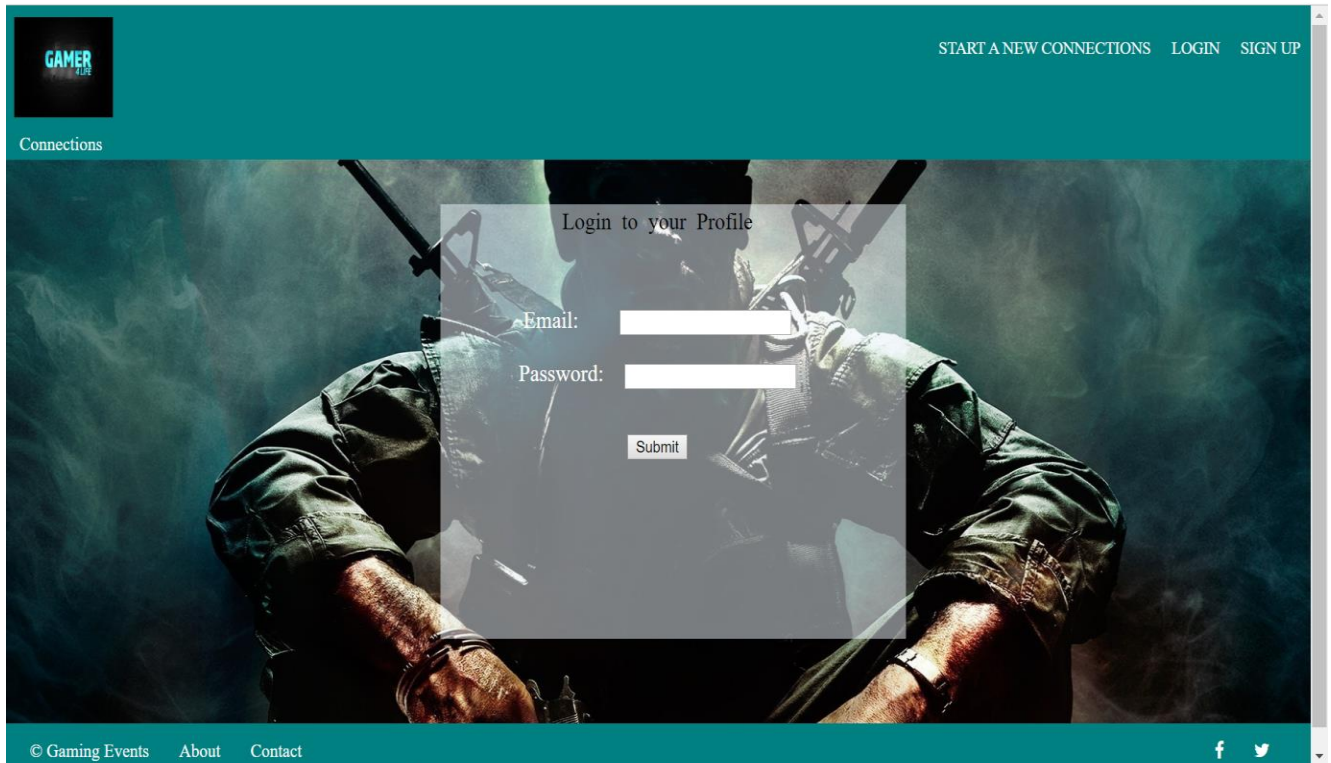 GAMER
4 LIFE
START A NEW CONNECTIONS LOGIN SIGN UP
Connections
Login to your Profile
Email:
Password:
Submit
© Gaming Events About Contact